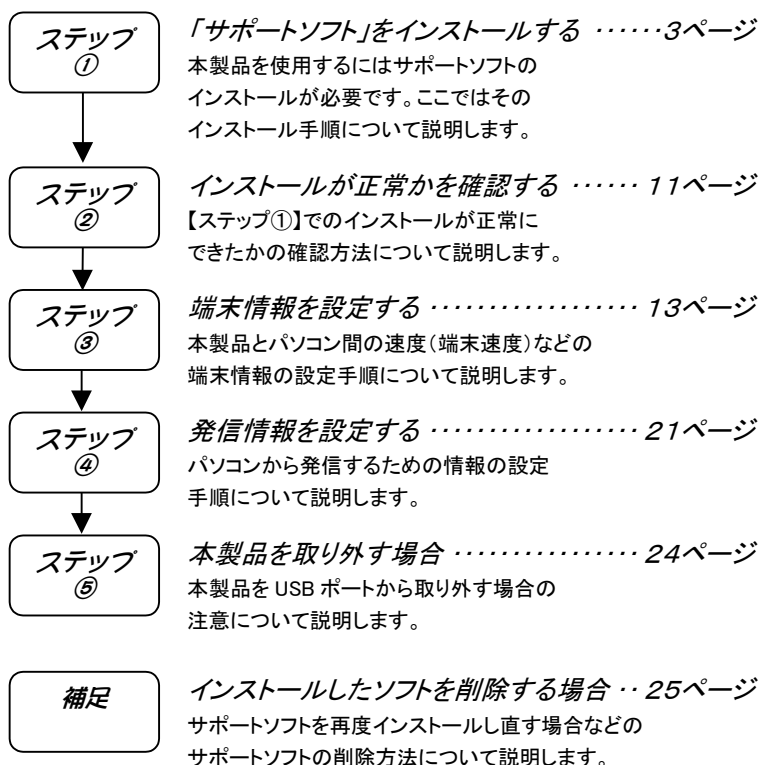 ステップ
①
「サポートソフト」をインストールする ‥‥‥3ページ
本製品を使用するにはサポートソフトの
インストールが必要です。ここではその
インストール手順について説明します。
ステップ
②
インストールが正常かを確認する ‥‥‥ 11ページ
【ステップ①】でのインストールが正常に
できたかの確認方法について説明します。
ステップ
③
端末情報を設定する ‥‥‥‥‥‥‥‥‥ 13ページ
本製品とパソコン間の速度(端末速度)などの
端末情報の設定手順について説明します。
ステップ
④
発信情報を設定する ‥‥‥‥‥‥‥‥‥ 21ページ
パソコンから発信するための情報の設定
手順について説明します。
ステップ
⑤
本製品を取り外す場合 ‥‥‥‥‥‥‥‥ 24ページ
本製品を USB ポートから取り外す場合の
注意について説明します。
補足
インストールしたソフトを削除する場合 ‥ 25ページ
サポートソフトを再度インストールし直す場合などの
サポートソフトの削除方法について説明します。